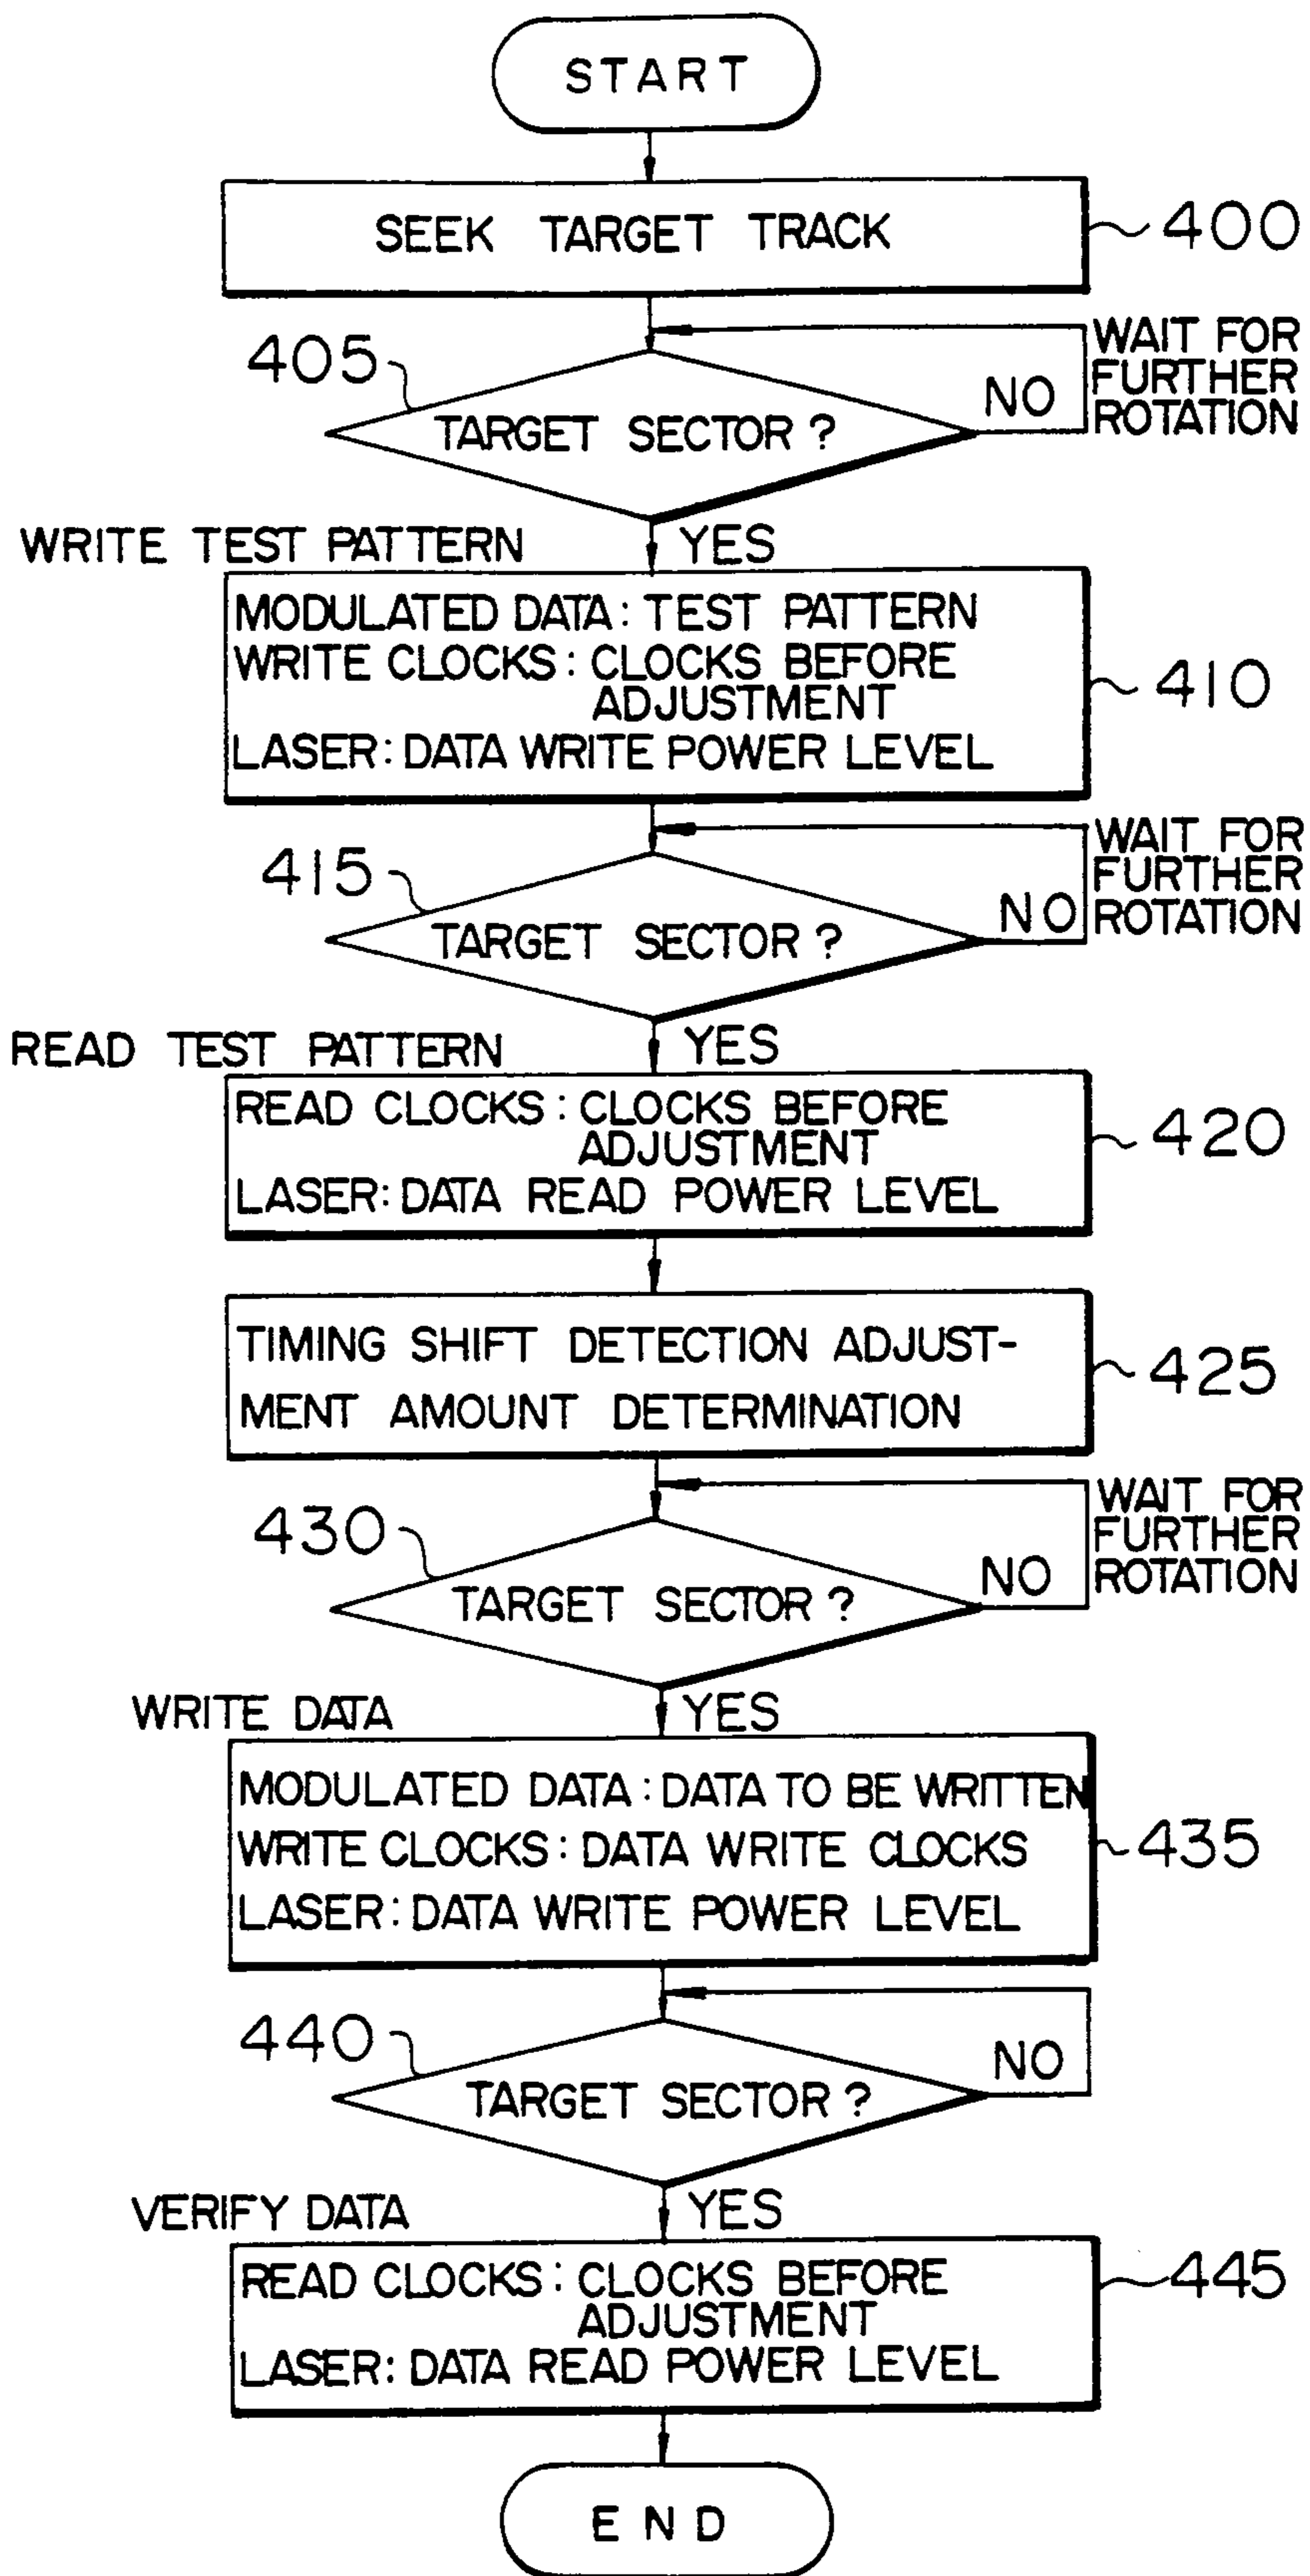 START
SEEK TARGET TRACK
400
405
TARGET SECTOR?
NO
WAIT FOR
FURTHER
ROTATION
WRITE TEST PATTERN
YES
MODULATED DATA: TEST PATTERN
WRITE CLOCKS: CLOCKS BEFORE
ADJUSTMENT
LASER: DATA WRITE POWER LEVEL
410
415
TARGET SECTOR?
NO
WAIT FOR
FURTHER
ROTATION
READ TEST PATTERN
YES
READ CLOCKS: CLOCKS BEFORE
ADJUSTMENT
LASER: DATA READ POWER LEVEL
420
TIMING SHIFT DETECTION ADJUST-
MENT AMOUNT DETERMINATION
425
430
TARGET SECTOR?
NO
WAIT FOR
FURTHER
ROTATION
WRITE DATA
YES
MODULATED DATA: DATA TO BE WRITTEN
WRITE CLOCKS: DATA WRITE CLOCKS
LASER: DATA WRITE POWER LEVEL
435
440
TARGET SECTOR?
NO
VERIFY DATA
YES
READ CLOCKS: CLOCKS BEFORE
ADJUSTMENT
LASER: DATA READ POWER LEVEL
445
END